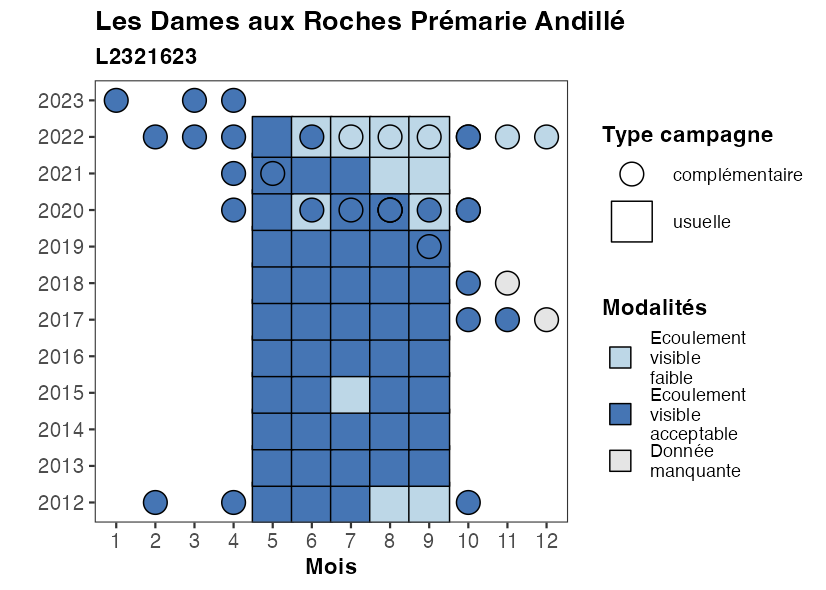 Les Dames aux Roches Prémarie Andillé
L2321623
2023
2022
2021
2020
2019
2018
2017
2016
2015
2014
2013
2012
1 2 3 4 5 6 7 8 9 10 11 12
Mois
Type campagne
complémentaire
usuelle
Modalités
Ecoulement
visible
faible
Ecoulement
visible
acceptable
Donnée
manquante